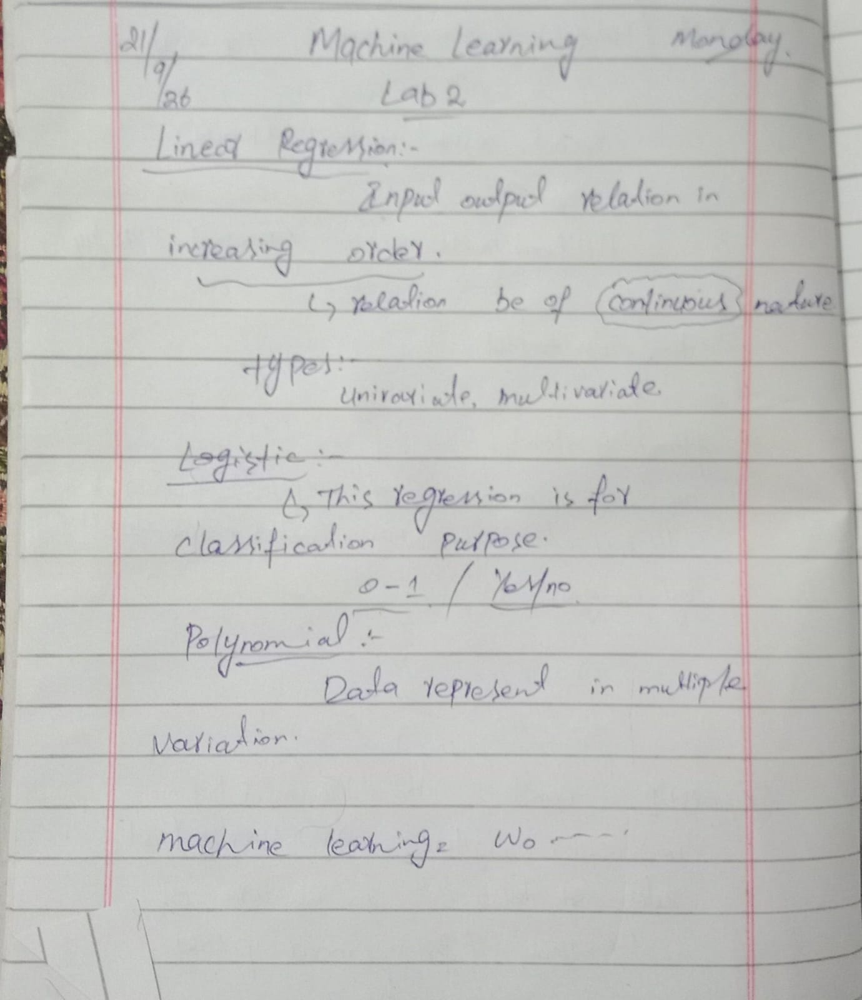 21/9/26 Machine Learning Monday.
Lab 2
Linear Regression:-
Input output relation in
increasing order.
↳ relation be of continuous nature
types:-
Univariate, multivariate
Logistic:-
↳ This regression is for
classification purpose.
0-1 / Yes/no
Polynomial:-
Data represent in multiple
variation.
machine learning